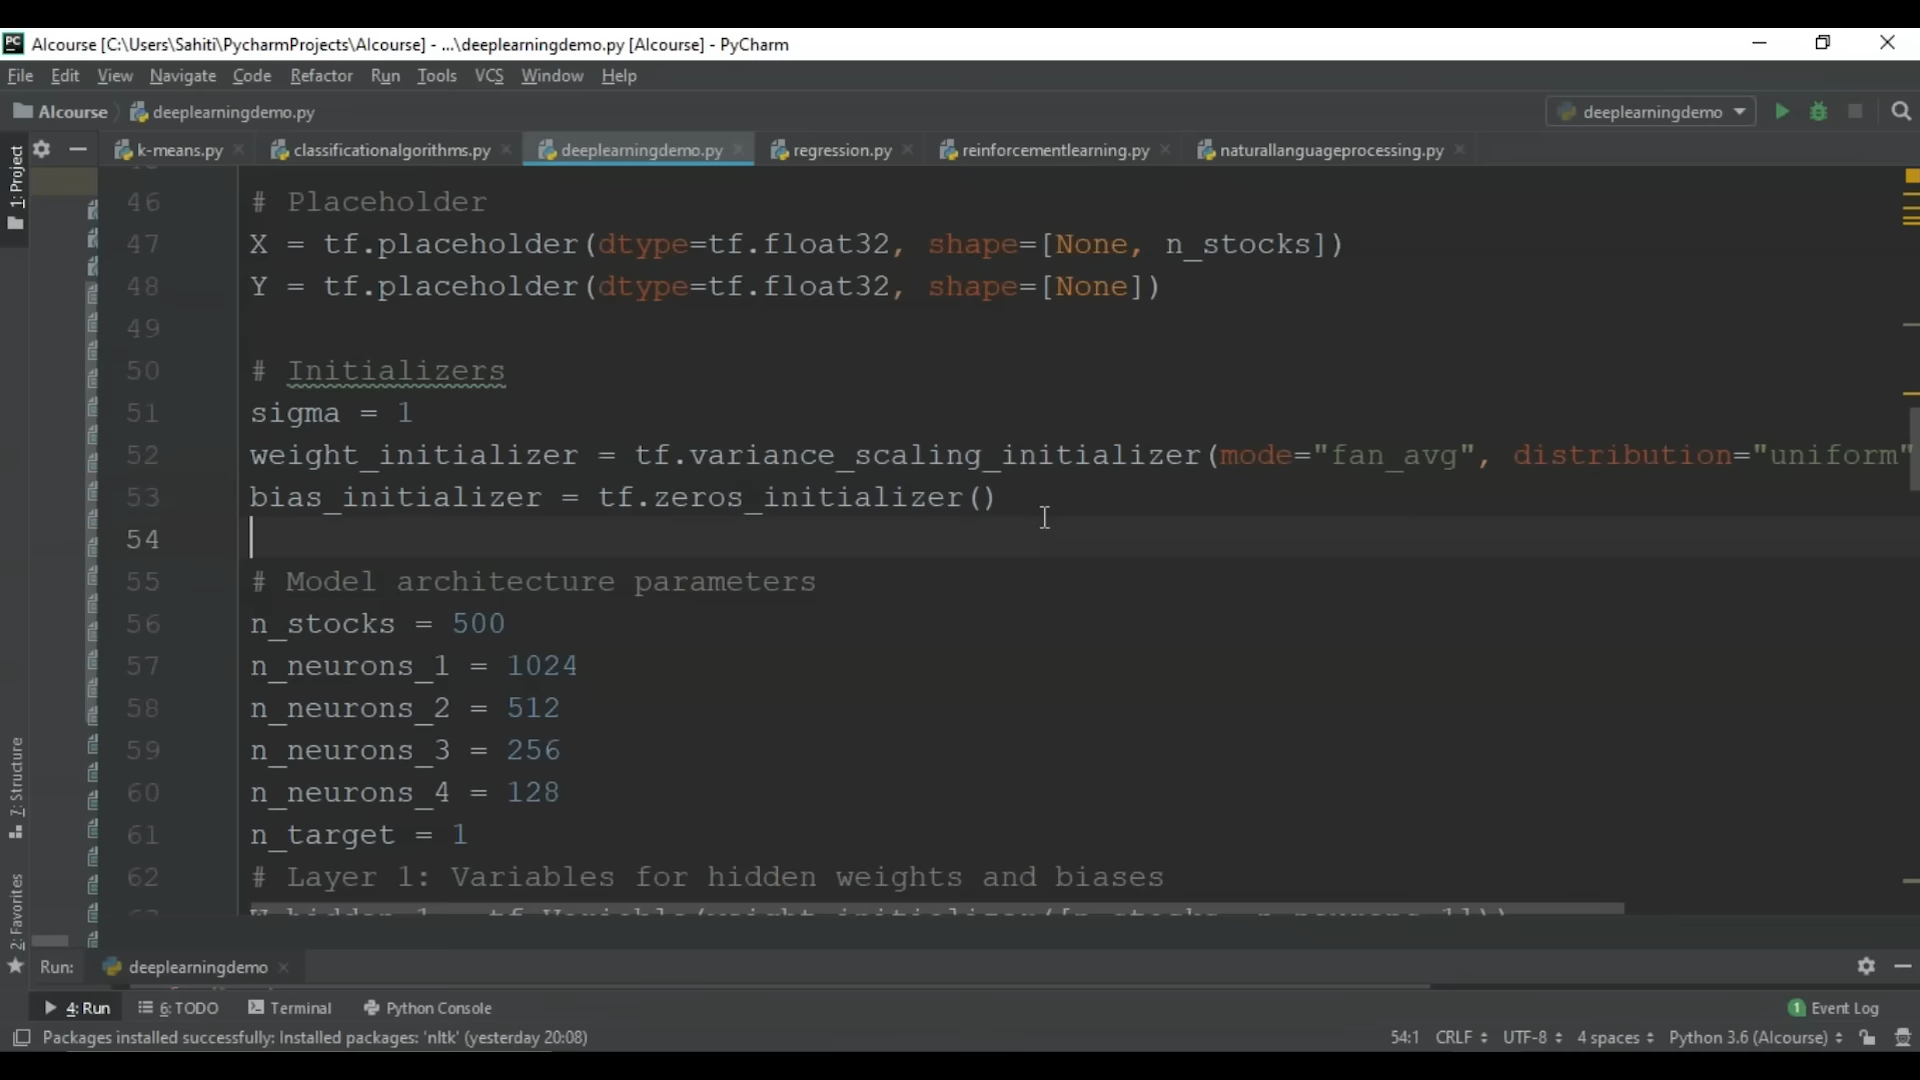 PC AIcourse [C:\Users\Sahiti\PycharmProjects\AIcourse] - ...\deeplearningdemo.py [AIcourse] - PyCharm
File Edit View Navigate Code Refactor Run Tools VCS Window Help
AIcourse deeplearningdemo.py deeplearningdemo
1: Project
k-means.py classificationalgorithms.py deeplearningdemo.py regression.py reinforcementlearning.py naturallanguageprocessing.py
46 # Placeholder
47 X = tf.placeholder(dtype=tf.float32, shape=[None, n_stocks])
48 Y = tf.placeholder(dtype=tf.float32, shape=[None])
49
50 # Initializers
51 sigma = 1
52 weight_initializer = tf.variance_scaling_initializer(mode="fan_avg", distribution="uniform"
53 bias_initializer = tf.zeros_initializer()
54
55 # Model architecture parameters
56 n_stocks = 500
57 n_neurons_1 = 1024
58 n_neurons_2 = 512
59 n_neurons_3 = 256
60 n_neurons_4 = 128
61 n_target = 1
62 # Layer 1: Variables for hidden weights and biases
7: Structure
2: Favorites
Run: deeplearningdemo
4: Run 6: TODO Terminal Python Console 1 Event Log
Packages installed successfully: Installed packages: 'nltk' (yesterday 20:08) 54:1 CRLF UTF-8 4 spaces Python 3.6 (AIcourse)